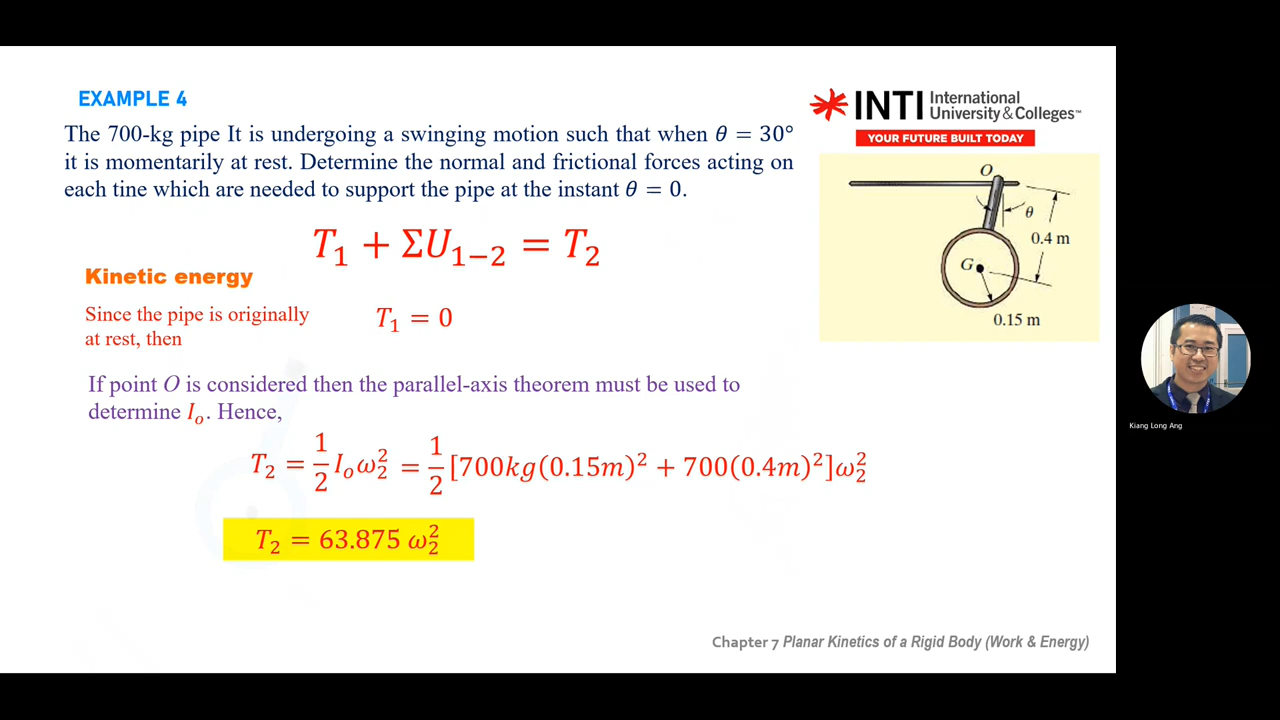 EXAMPLE 4
The 700-kg pipe It is undergoing a swinging motion such that when θ = 30°
it is momentarily at rest. Determine the normal and frictional forces acting on
each tine which are needed to support the pipe at the instant θ = 0.
INTI International University & Colleges™
YOUR FUTURE BUILT TODAY
O
θ
0.4 m
G
0.15 m
T₁ + ΣU₁₋₂ = T₂
Kinetic energy
Since the pipe is originally
at rest, then
T₁ = 0
If point O is considered then the parallel-axis theorem must be used to
determine Iₒ. Hence,
T₂ = 1/2 Iₒω₂² = 1/2 [700kg(0.15m)² + 700(0.4m)²]ω₂²
T₂ = 63.875 ω₂²
Kiang Long Ang
Chapter 7 Planar Kinetics of a Rigid Body (Work & Energy)